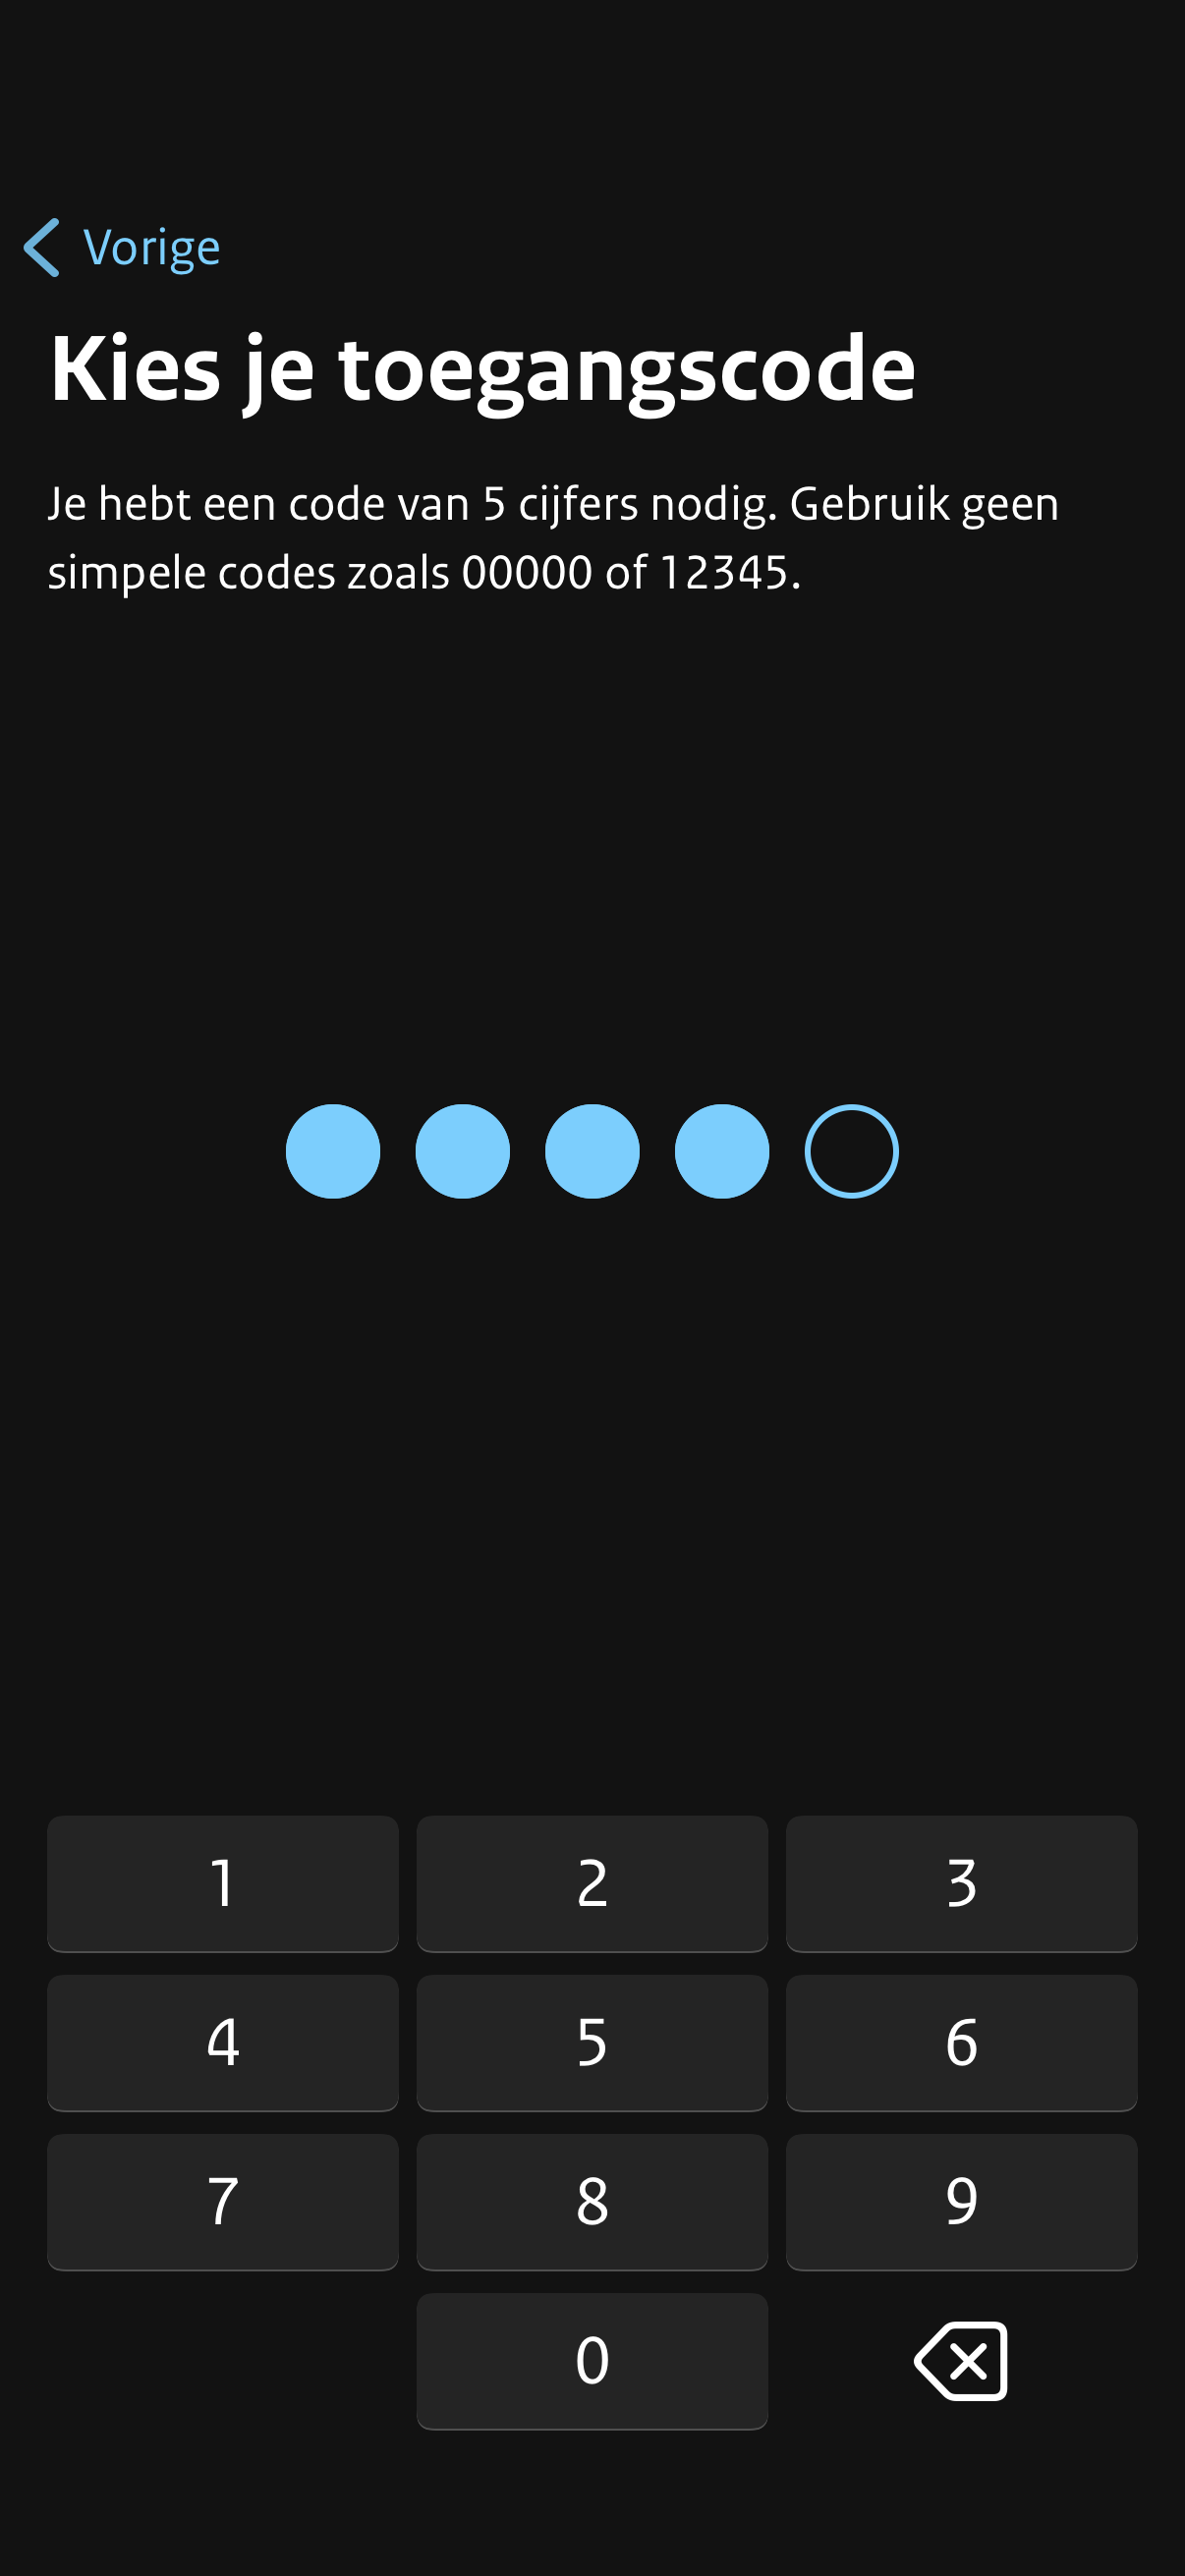 Vorige
Kies je toegangscode
Je hebt een code van 5 cijfers nodig. Gebruik geen
simpele codes zoals 00000 of 12345.
1 2 3
4 5 6
7 8 9
0